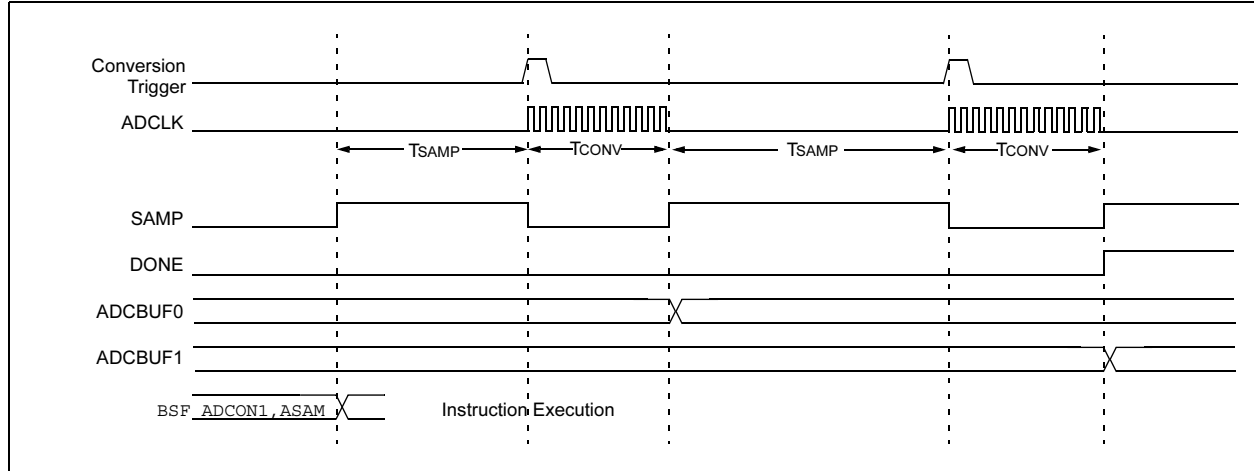 Conversion
Trigger
ADCLK
TSAMP TCONV TSAMP TCONV
SAMP
DONE
ADCBUF0
ADCBUF1
BSF ADCON1,ASAM Instruction Execution